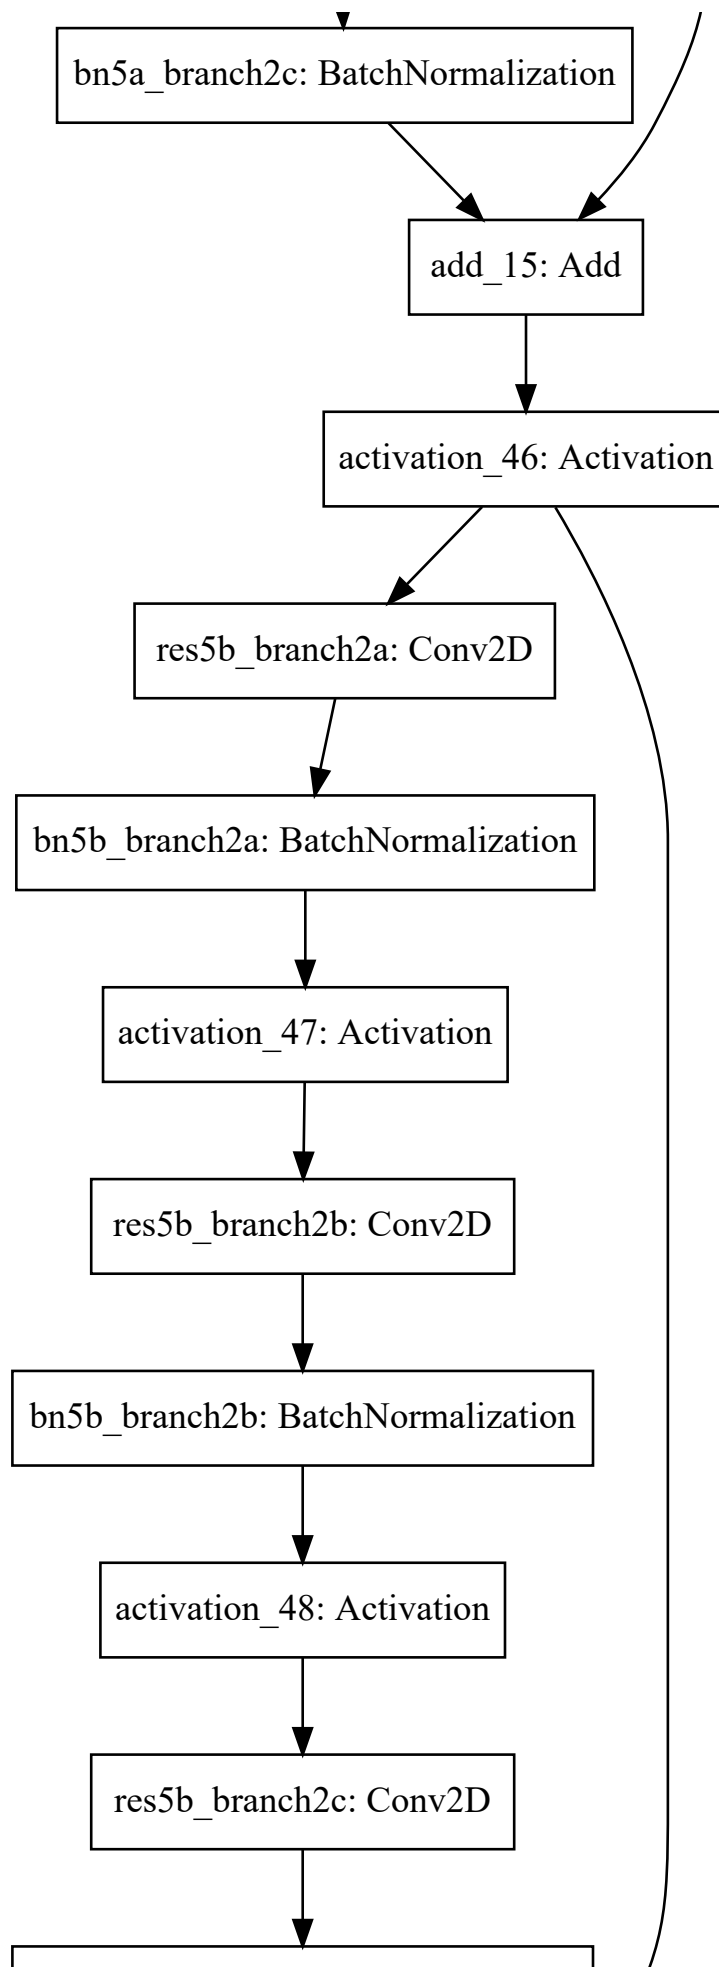 bn5a_branch2c: BatchNormalization
add_15: Add
activation_46: Activation
res5b_branch2a: Conv2D
bn5b_branch2a: BatchNormalization
activation_47: Activation
res5b_branch2b: Conv2D
bn5b_branch2b: BatchNormalization
activation_48: Activation
res5b_branch2c: Conv2D